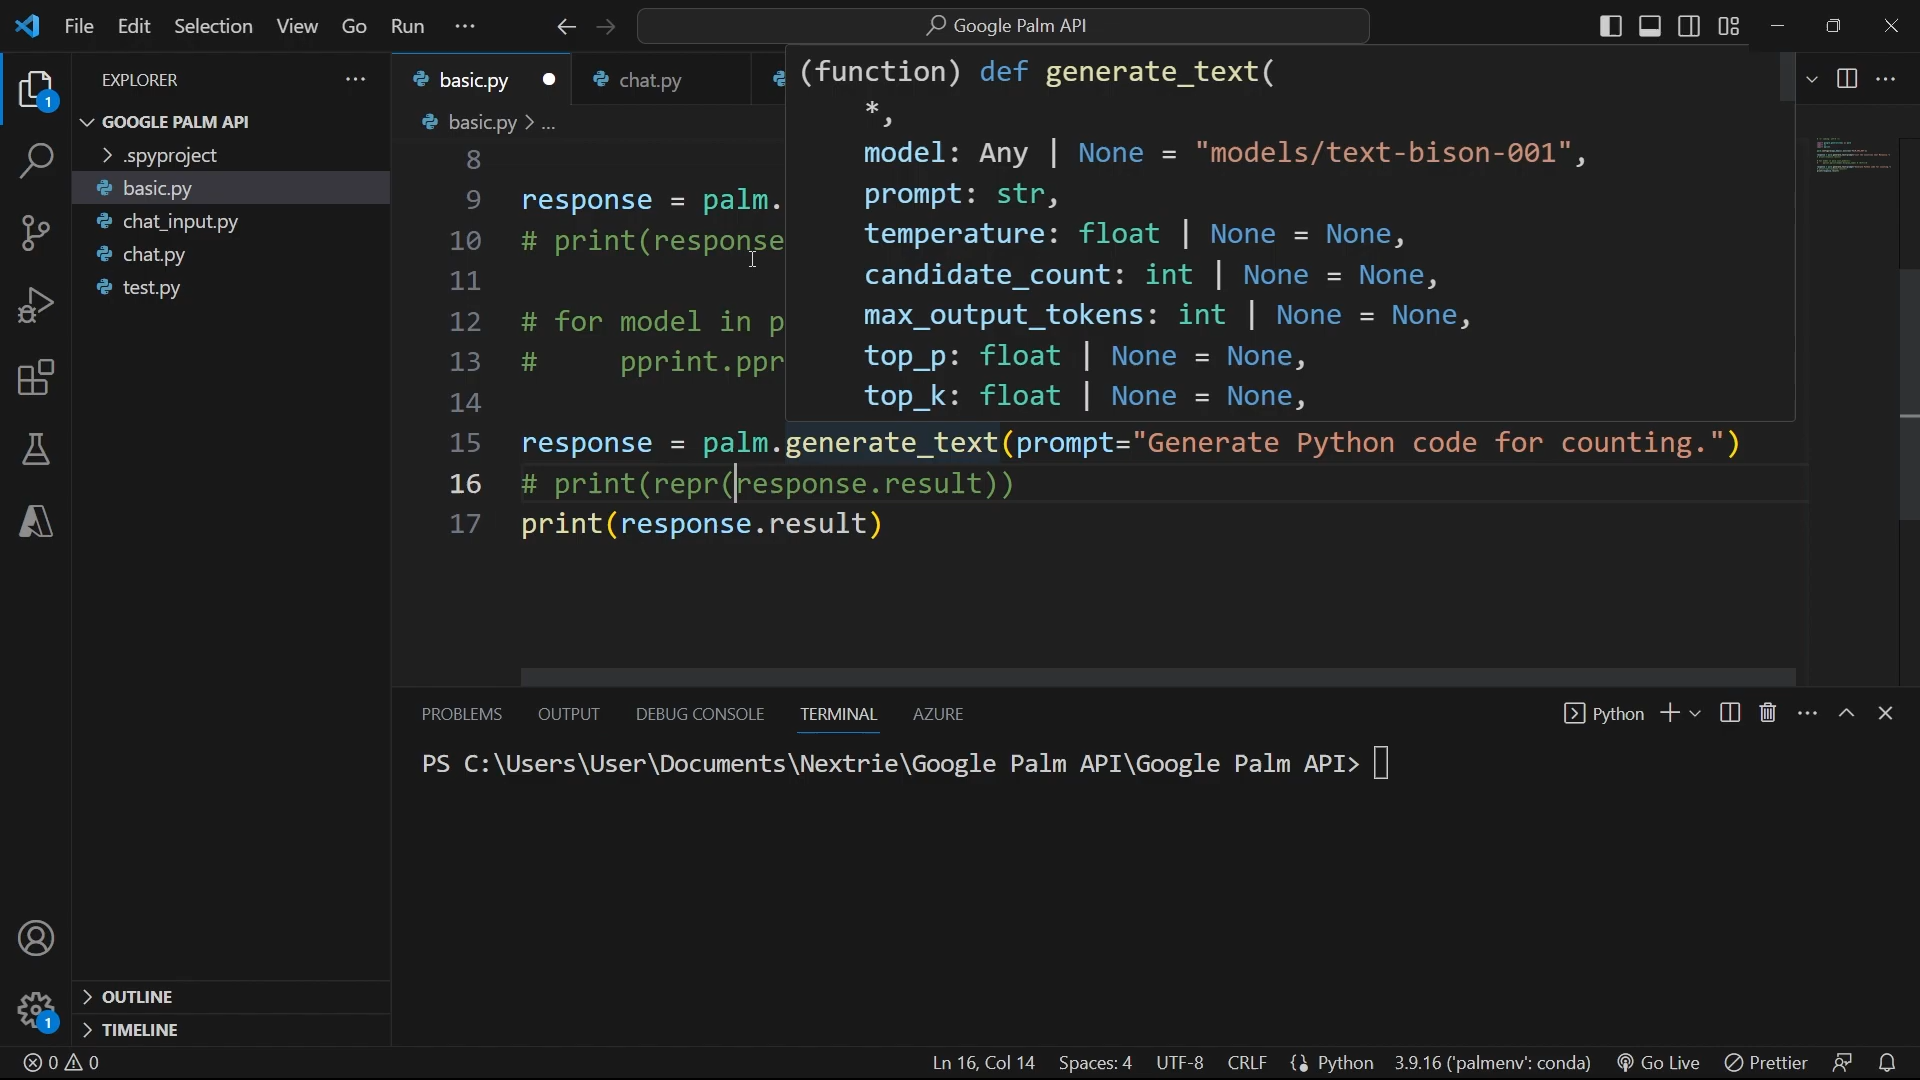 File Edit Selection View Go Run ···
Google Palm API
EXPLORER ···
GOOGLE PALM API
.spyproject
basic.py
chat_input.py
chat.py
test.py
OUTLINE
TIMELINE
1
1
basic.py
chat.py
basic.py > ...
(function) def generate_text(
*,
model: Any | None = "models/text-bison-001",
prompt: str,
temperature: float | None = None,
candidate_count: int | None = None,
max_output_tokens: int | None = None,
top_p: float | None = None,
top_k: float | None = None,
8
9 response = palm.
10 # print(response
11
12 # for model in p
13 # pprint.ppr
14
15 response = palm.generate_text(prompt="Generate Python code for counting.")
16 # print(repr(response.result))
17 print(response.result)
PROBLEMS OUTPUT DEBUG CONSOLE TERMINAL AZURE
Python
PS C:\Users\User\Documents\Nextrie\Google Palm API\Google Palm API>
0 0 Ln 16, Col 14 Spaces: 4 UTF-8 CRLF Python 3.9.16 ('palmenv': conda) Go Live Prettier